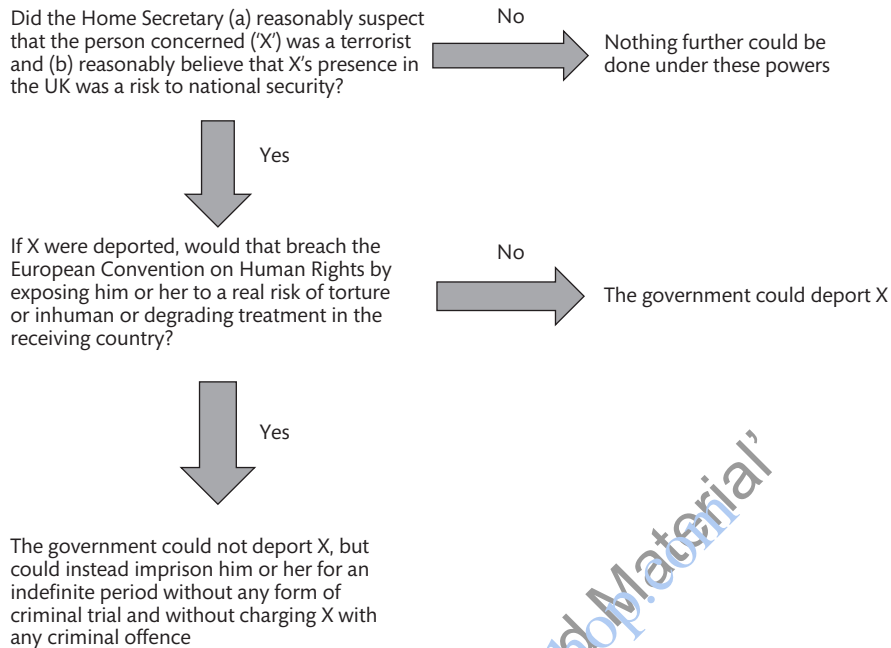 Did the Home Secretary (a) reasonably suspect
that the person concerned (‘X’) was a terrorist
and (b) reasonably believe that X’s presence in
the UK was a risk to national security?
No
Nothing further could be
done under these powers
Yes
If X were deported, would that breach the
European Convention on Human Rights by
exposing him or her to a real risk of torture
or inhuman or degrading treatment in the
receiving country?
No
The government could deport X
Yes
The government could not deport X, but
could instead imprison him or her for an
indefinite period without any form of
criminal trial and without charging X with
any criminal offence
Material’